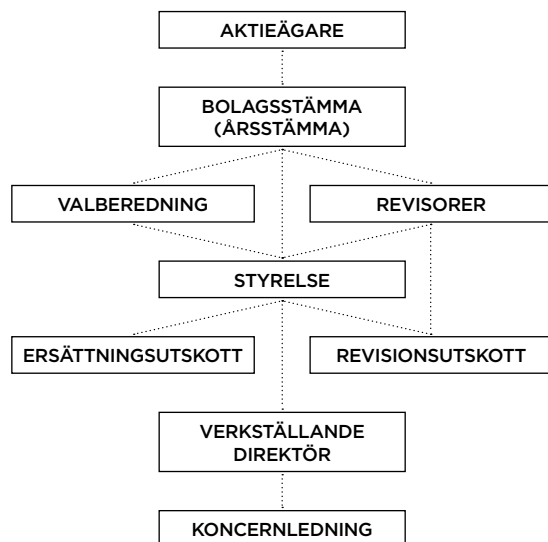 AKTIEÄGARE
BOLAGSSTÄMMA
(ÅRSSTÄMMA)
VALBEREDNING
REVISORER
STYRELSE
ERSÄTTNINGSUTSKOTT
REVISIONSUTSKOTT
VERKSTÄLLANDE
DIREKTÖR
KONCERNLEDNING